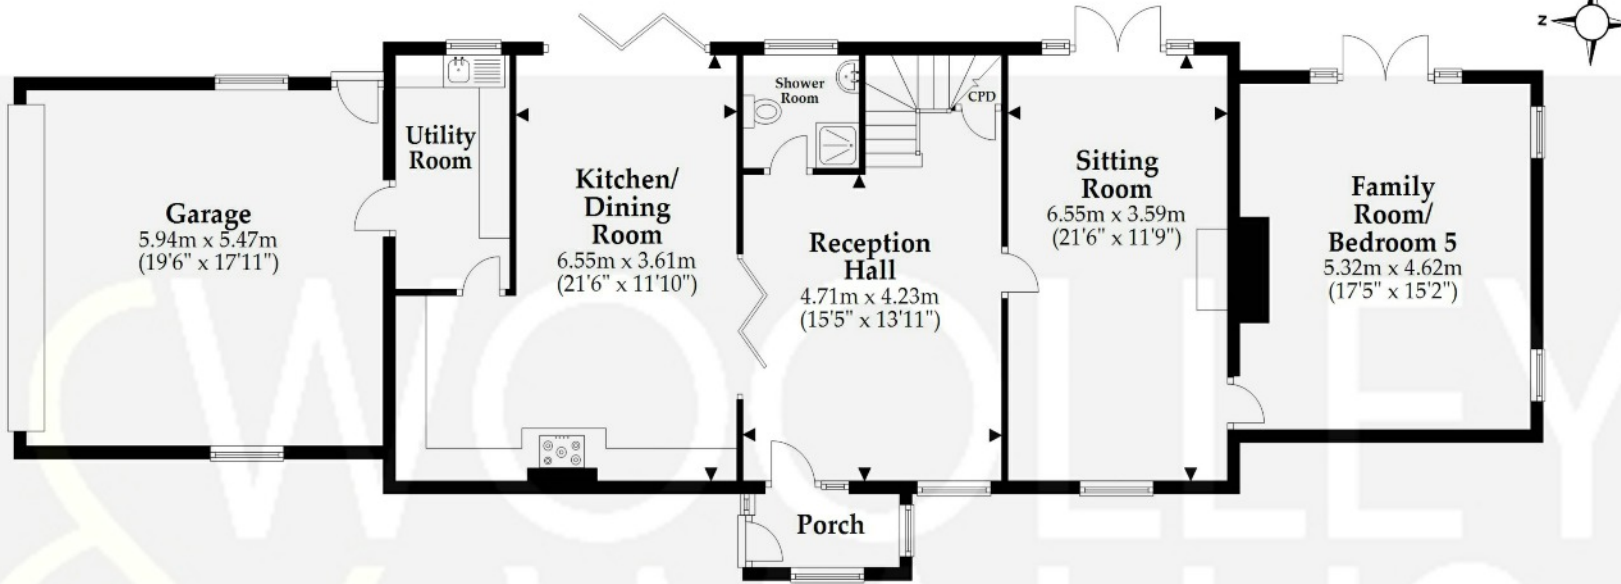 Z
Garage
5.94m x 5.47m
(19'6" x 17'11")
Utility
Room
Kitchen/
Dining
Room
6.55m x 3.61m
(21'6" x 11'10")
Shower
Room
CPD
Reception
Hall
4.71m x 4.23m
(15'5" x 13'11")
Sitting
Room
6.55m x 3.59m
(21'6" x 11'9")
Family
Room/
Bedroom 5
5.32m x 4.62m
(17'5" x 15'2")
Porch
WOOLLEY